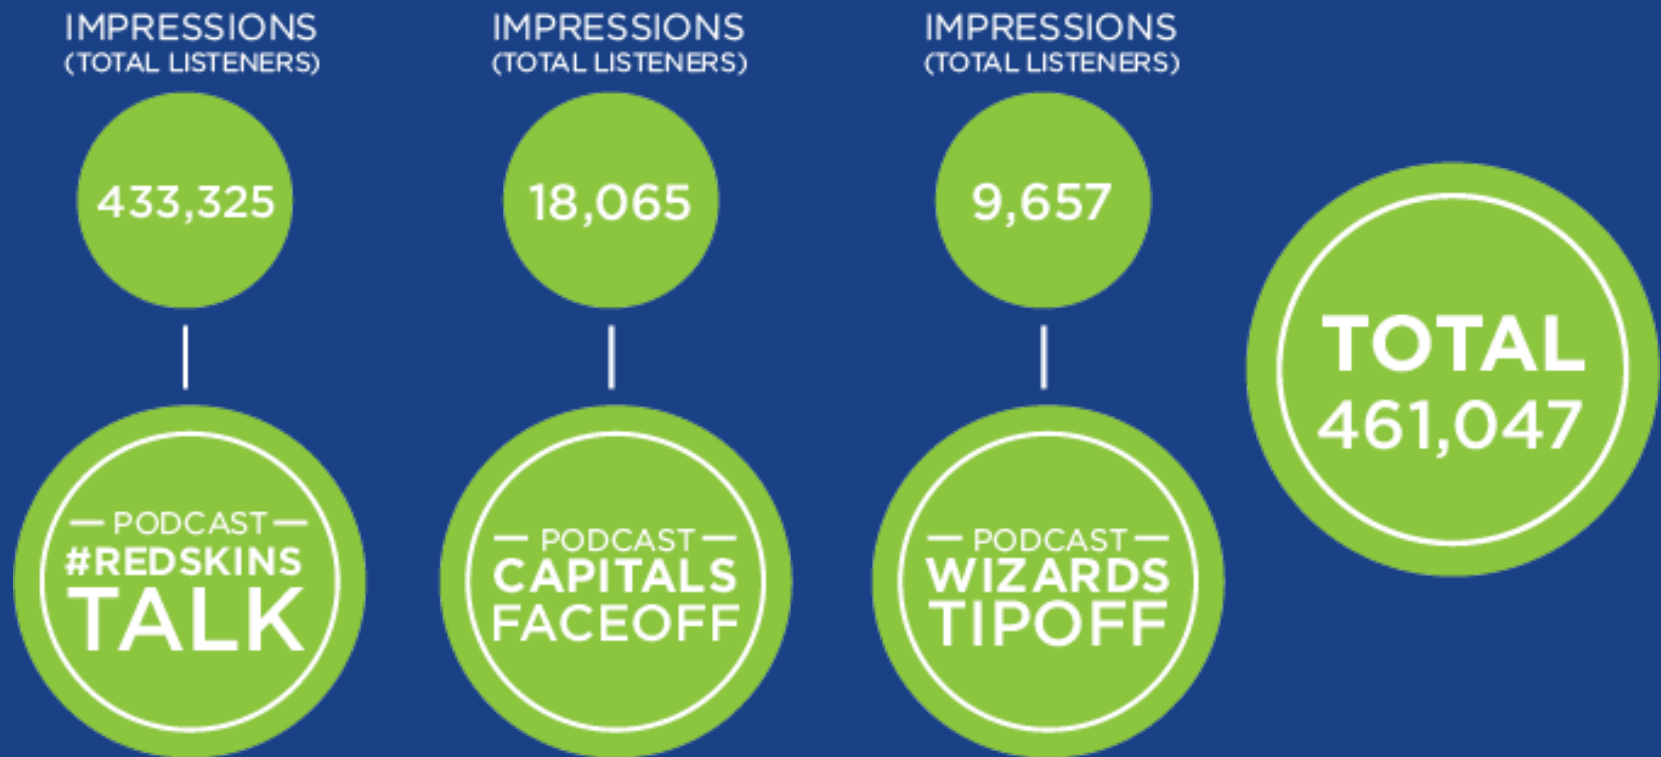 IMPRESSIONS
(TOTAL LISTENERS)
433,325
— PODCAST —
#REDSKINS
TALK
IMPRESSIONS
(TOTAL LISTENERS)
18,065
— PODCAST —
CAPITALS
FACEOFF
IMPRESSIONS
(TOTAL LISTENERS)
9,657
— PODCAST —
WIZARDS
TIPOFF
TOTAL
461,047